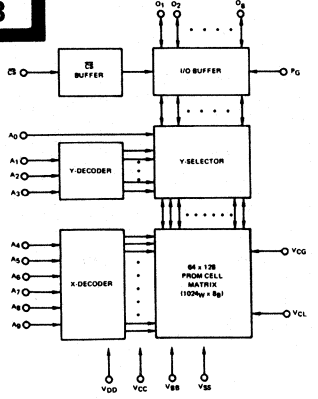 B
O1 O2 O8
CS
CS
BUFFER
I/O BUFFER
PG
A0
A1
A2
A3
Y-DECODER
Y-SELECTOR
A4
A5
A6
A7
A8
A9
X-DECODER
64 x 128
PROM CELL
MATRIX
(1024W x 8B)
VCG
VCL
VDD VCC VBB VSS